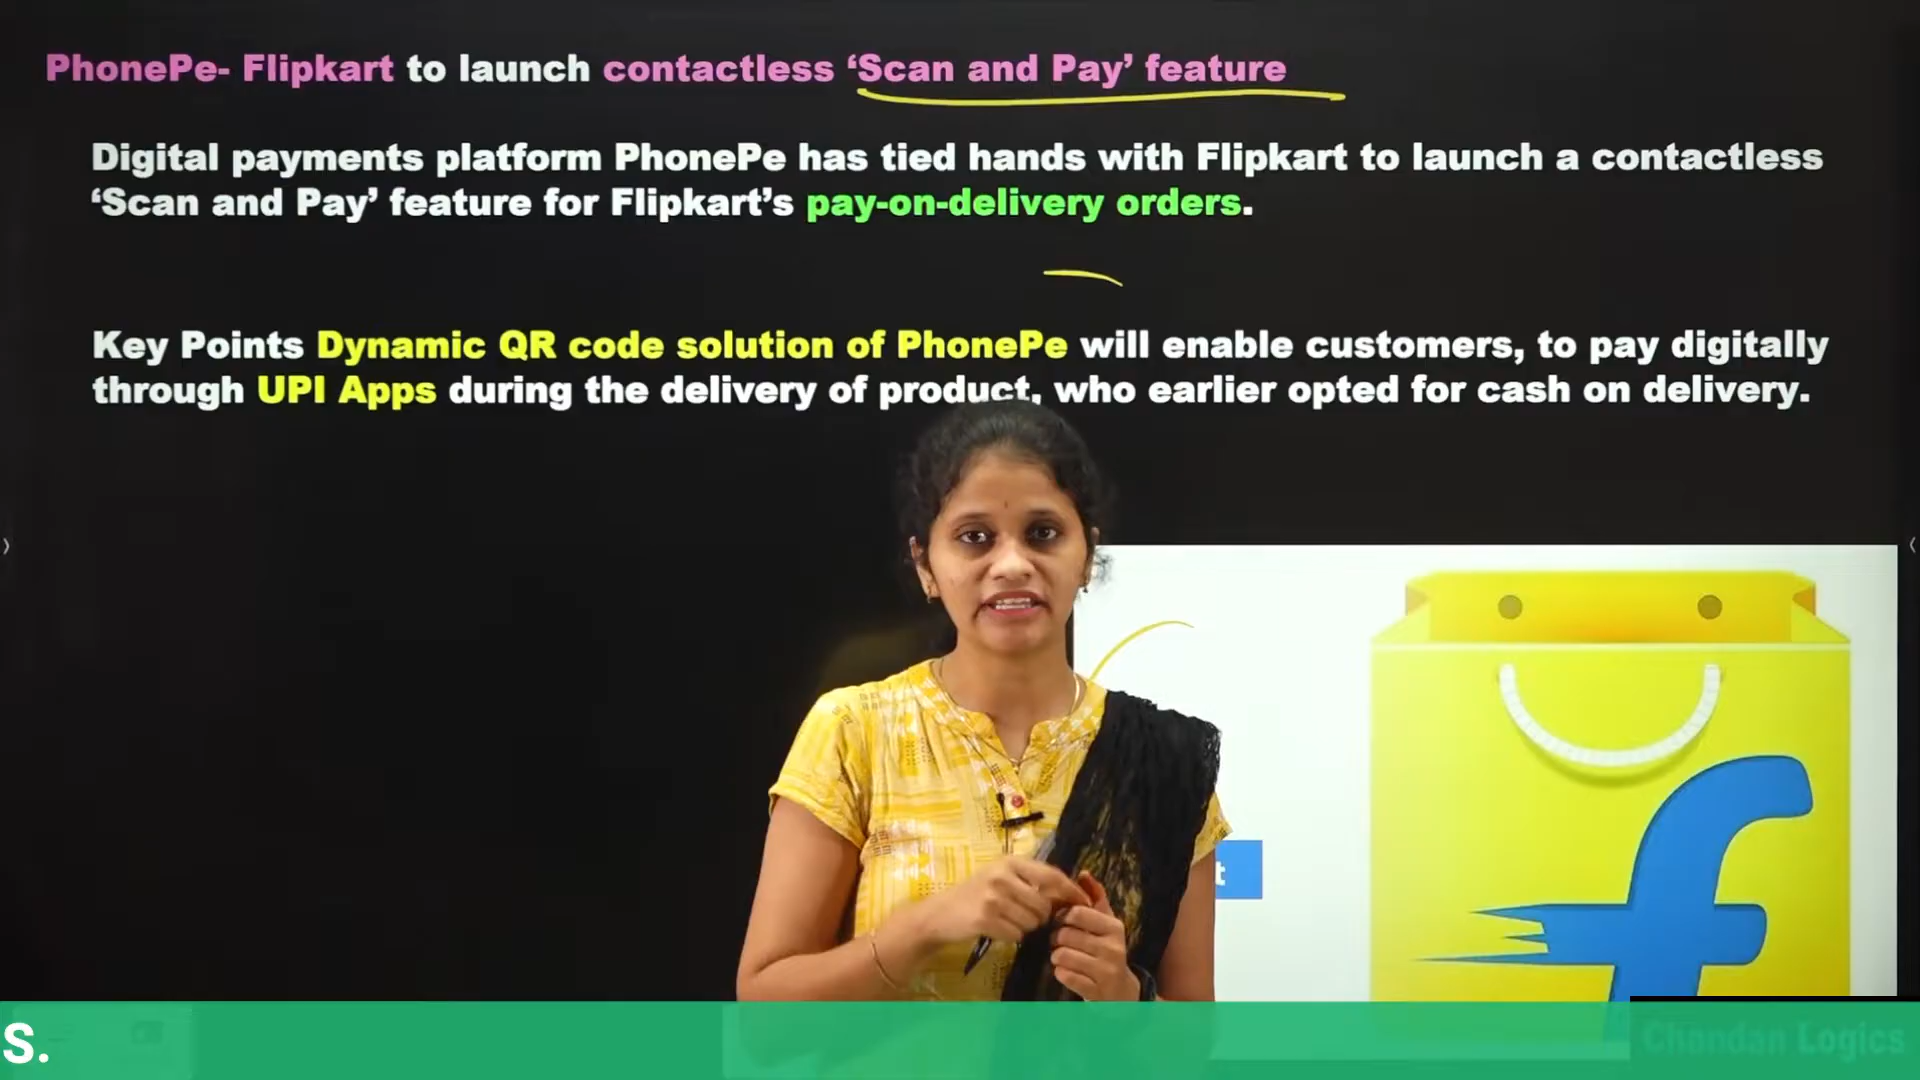 PhonePe- Flipkart to launch contactless ‘Scan and Pay’ feature
Digital payments platform PhonePe has tied hands with Flipkart to launch a contactless
‘Scan and Pay’ feature for Flipkart’s pay-on-delivery orders.
Key Points Dynamic QR code solution of PhonePe will enable customers, to pay digitally
through UPI Apps during the delivery of product, who earlier opted for cash on delivery.
t
f
S.
Chandan Logics